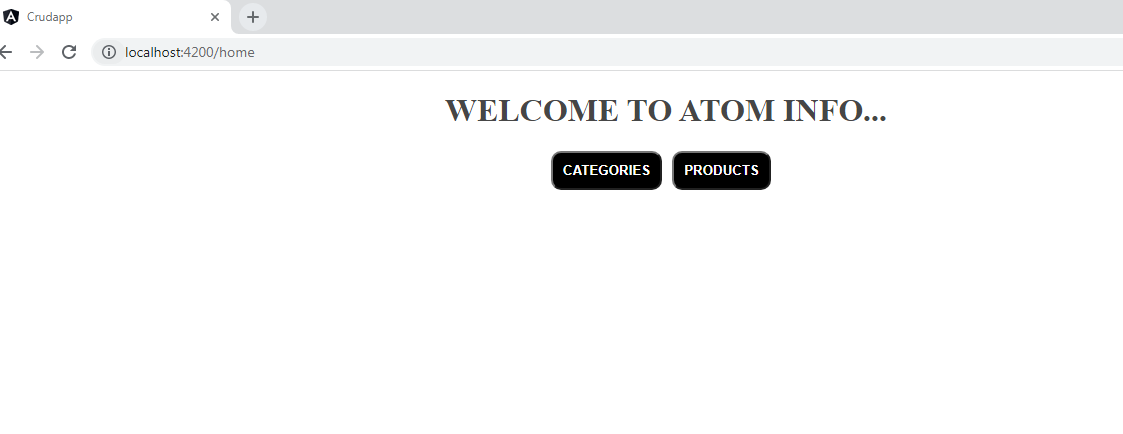 Crudapp
localhost:4200/home
WELCOME TO ATOM INFO...
CATEGORIES PRODUCTS